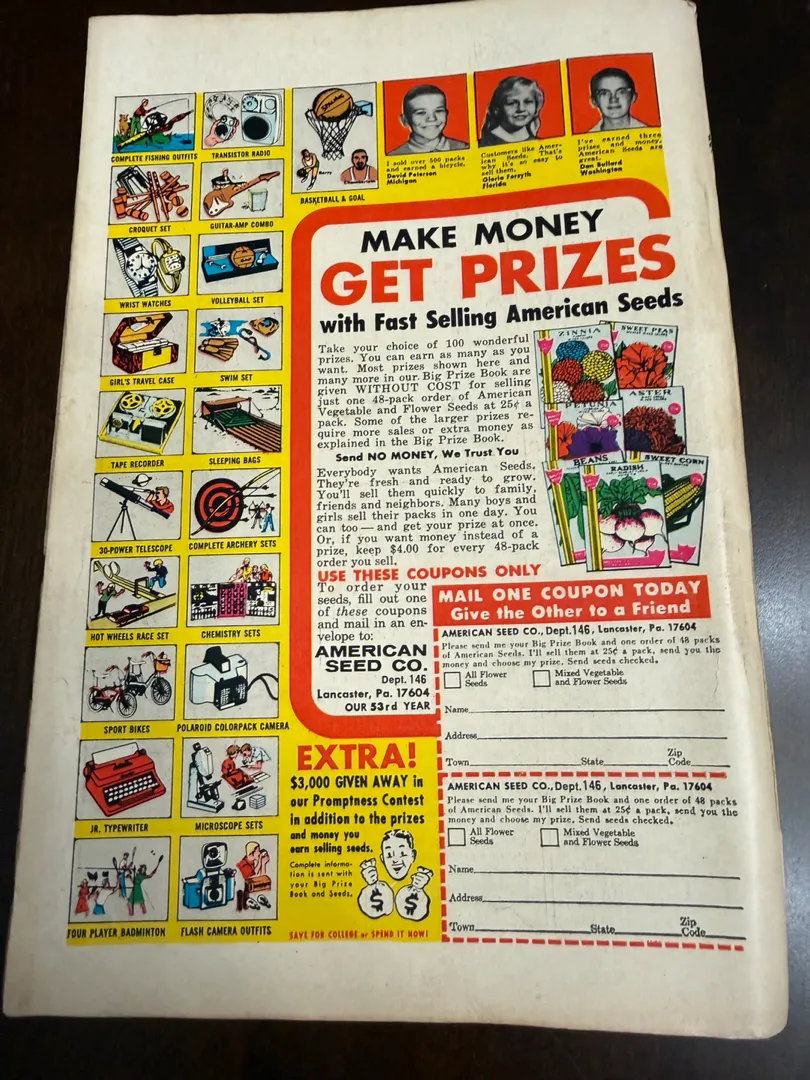 COMPLETE FISHING OUTFITS
TRANSISTOR RADIO
SPALDING
Barry
Chamberlain
BASKETBALL & GOAL
I sold over 500 packs
and earned a bicycle.
David Peterson
Michigan
Customers like Amer-
ican Seeds. That's
why it's so easy to
sell them.
Gloria Forsyth
Florida
I've earned three
prizes and money.
American Seeds are
great.
Dan Bullard
Washington
CROQUET SET
GUITAR-AMP COMBO
WRIST WATCHES
VOLLEYBALL SET
GIRL'S TRAVEL CASE
SWIM SET
TAPE RECORDER
SLEEPING BAGS
30-POWER TELESCOPE
COMPLETE ARCHERY SETS
HOT WHEELS RACE SET
CHEMISTRY SETS
SPORT BIKES
POLAROID COLORPACK CAMERA
JR. TYPEWRITER
MICROSCOPE SETS
FOUR PLAYER BADMINTON
FLASH CAMERA OUTFITS
MAKE MONEY
GET PRIZES
with Fast Selling American Seeds
Take your choice of 100 wonderful
prizes. You can earn as many as you
want. Most prizes shown here and
many more in our Big Prize Book are
given WITHOUT COST for selling
just one 48-pack order of American
Vegetable and Flower Seeds at 25¢ a
pack. Some of the larger prizes re-
quire more sales or extra money as
explained in the Big Prize Book.
Send NO MONEY, We Trust You
Everybody wants American Seeds.
They're fresh and ready to grow.
You'll sell them quickly to family,
friends and neighbors. Many boys and
girls sell their packs in one day. You
can too — and get your prize at once.
Or, if you want money instead of a
prize, keep $4.00 for every 48-pack
order you sell.
ZINNIA
SWEET PEAS
ASTER
PETUNIA
BEANS
RADISH
SWEET CORN
USE THESE COUPONS ONLY
To order your
seeds, fill out one
of these coupons
and mail in an en-
velope to:
AMERICAN
SEED CO.
Dept. 146
Lancaster, Pa. 17604
OUR 53rd YEAR
MAIL ONE COUPON TODAY
Give the Other to a Friend
AMERICAN SEED CO., Dept. 146, Lancaster, Pa. 17604
Please send me your Big Prize Book and one order of 48 packs
of American Seeds. I'll sell them at 25¢ a pack, send you the
money and choose my prize. Send seeds checked.
All Flower
Seeds
Mixed Vegetable
and Flower Seeds
Name
Address
Town State Zip
Code
AMERICAN SEED CO., Dept. 146, Lancaster, Pa. 17604
Please send me your Big Prize Book and one order of 48 packs
of American Seeds. I'll sell them at 25¢ a pack, send you the
money and choose my prize. Send seeds checked.
All Flower
Seeds
Mixed Vegetable
and Flower Seeds
Name
Address
Town State Zip
Code
EXTRA!
$3,000 GIVEN AWAY in
our Promptness Contest
in addition to the prizes
and money you
earn selling seeds.
Complete informa-
tion is sent with
your Big Prize
Book and Seeds.
$ $
SAVE FOR COLLEGE or SPEND IT NOW!